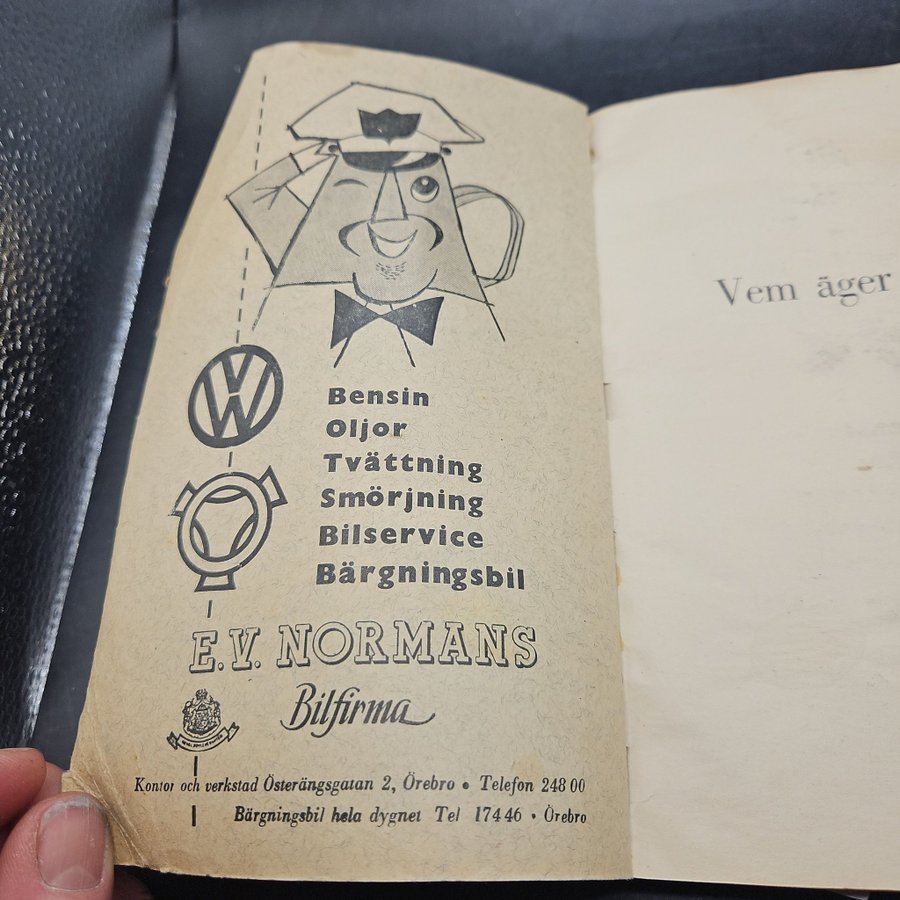 VW
Bensin
Oljor
Tvättning
Smörjning
Bilservice
Bärgningsbil
E.V. NORMANS
Bilfirma
Kontor och verkstad Österängsgatan 2, Örebro • Telefon 248 00
Bärgningsbil hela dygnet Tel 174 46 • Örebro
Vem äger